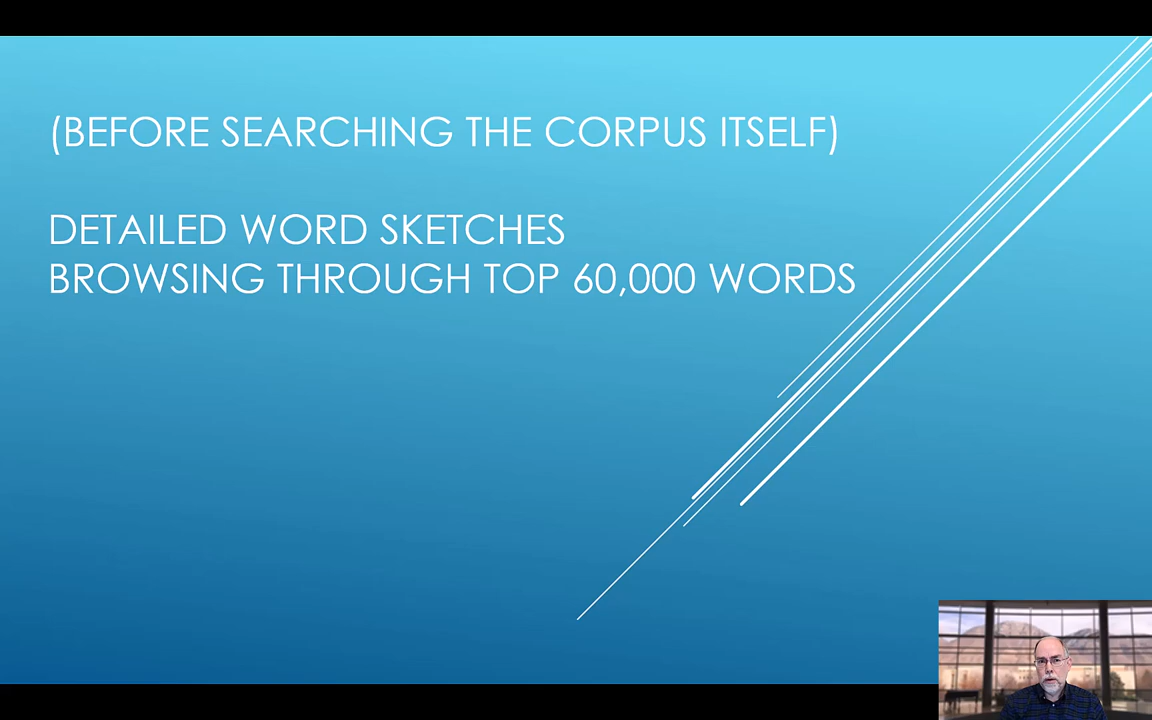 (BEFORE SEARCHING THE CORPUS ITSELF)
DETAILED WORD SKETCHES
BROWSING THROUGH TOP 60,000 WORDS